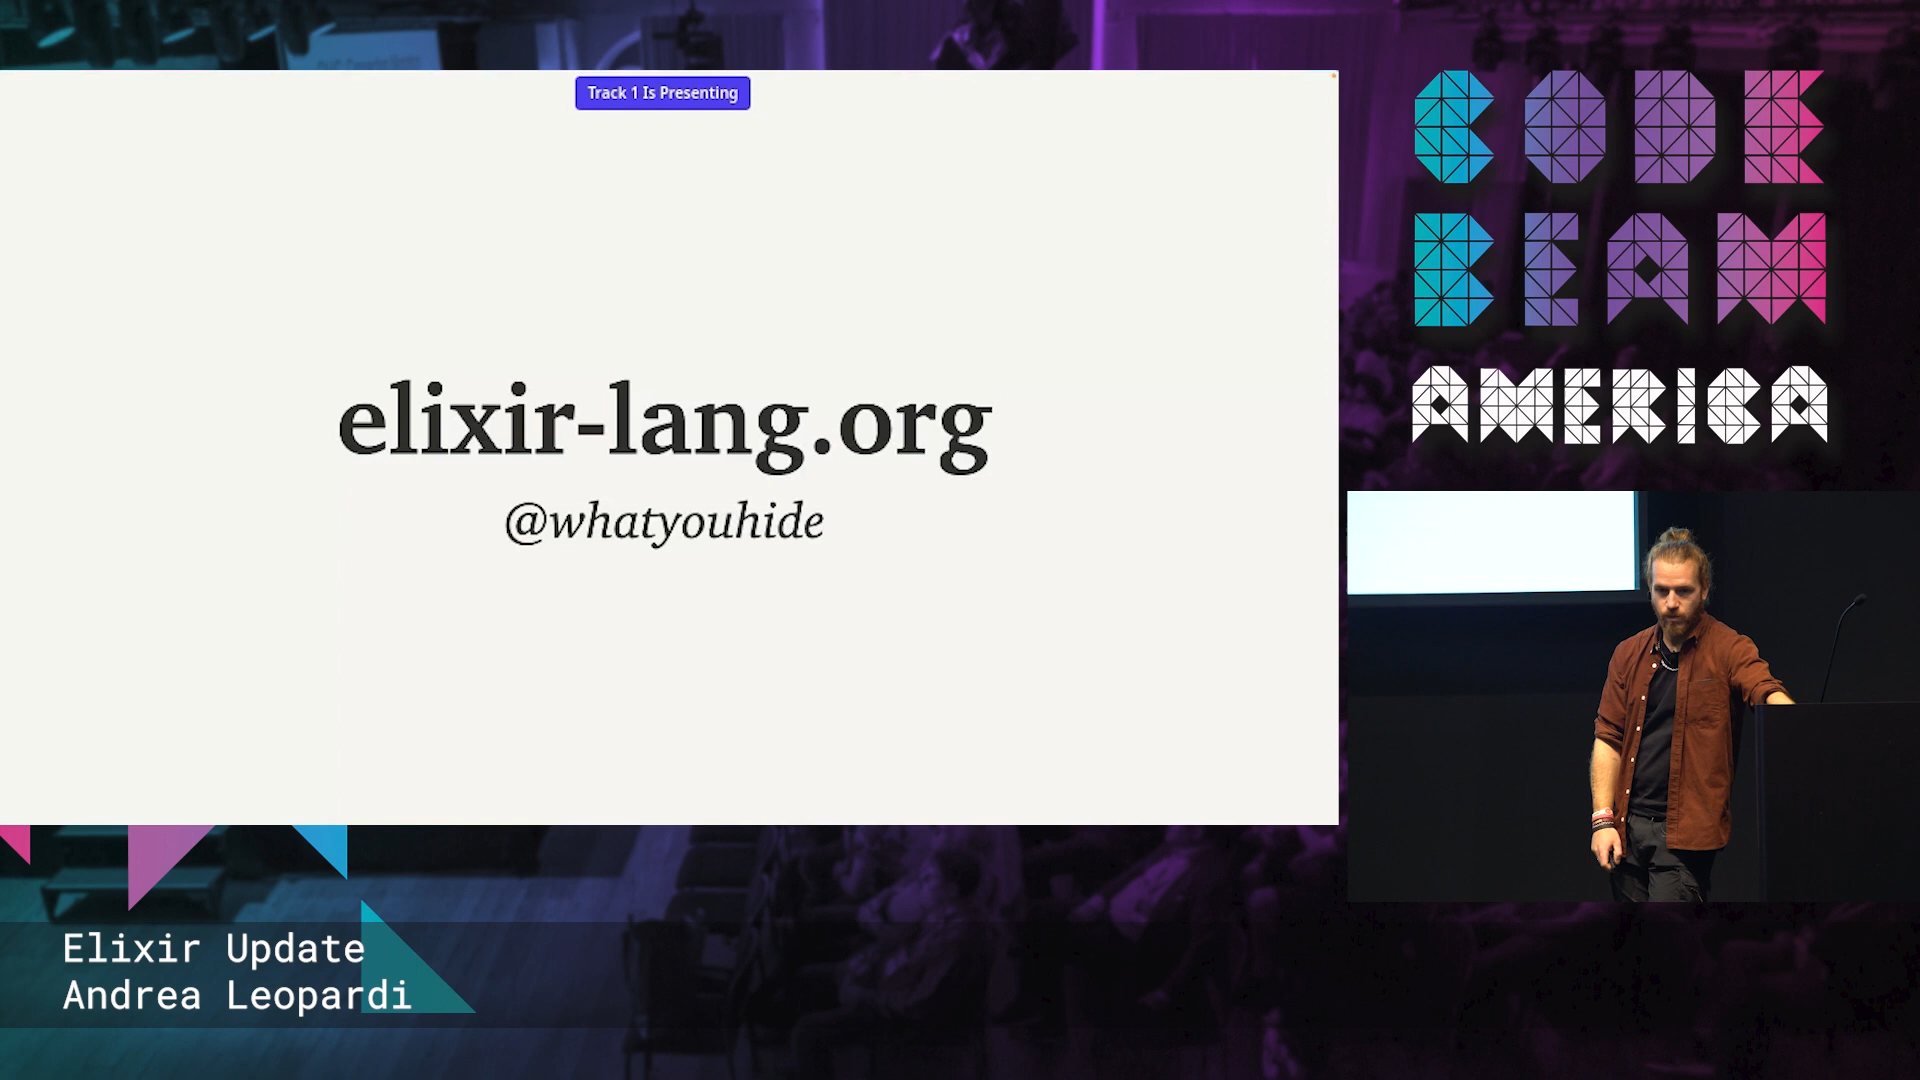 Track 1 Is Presenting
elixir-lang.org
@whatyouhide
CODE
BEAM
AMERICA
Elixir Update
Andrea Leopardi